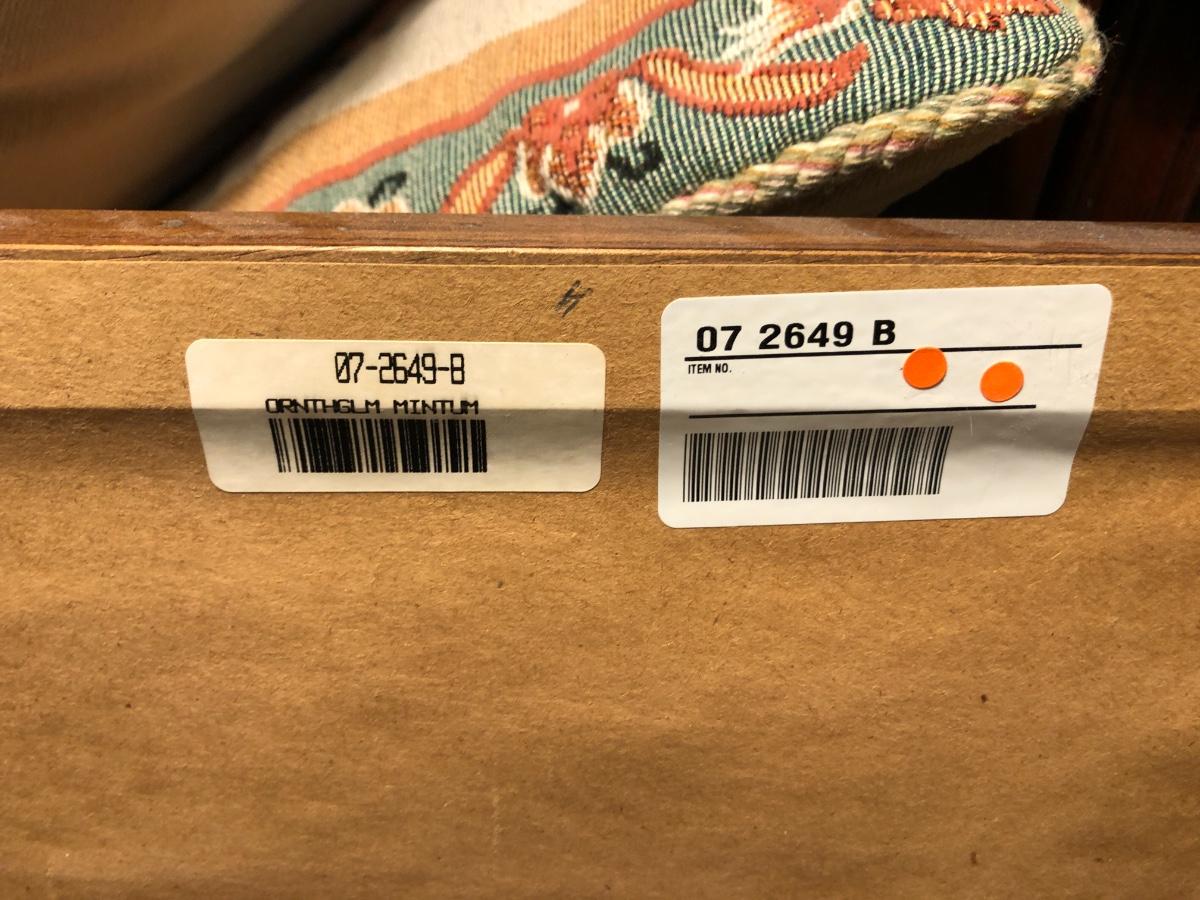 07-2649-B
ORNTHGLM MINTUM
07 2649 B
ITEM NO.